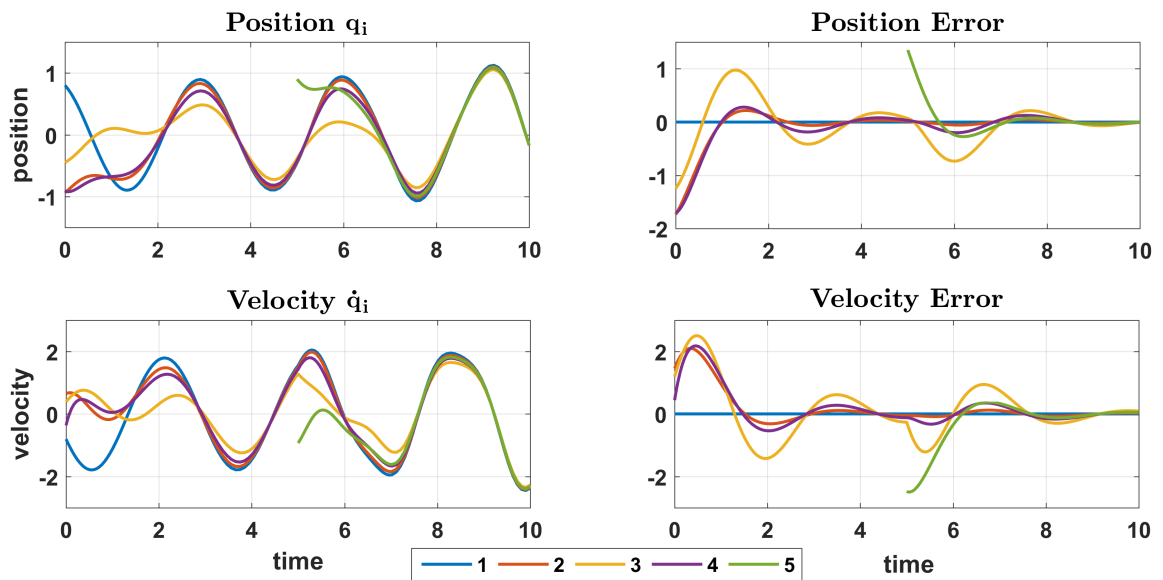 Position q_i
Position Error
1
0
-1
position
0 2 4 6 8 10
1
0
-1
-2
0 2 4 6 8 10
Velocity q̇_i
Velocity Error
2
0
-2
velocity
0 2 4 6 8 10
time
2
0
-2
0 2 4 6 8 10
time
1 2 3 4 5